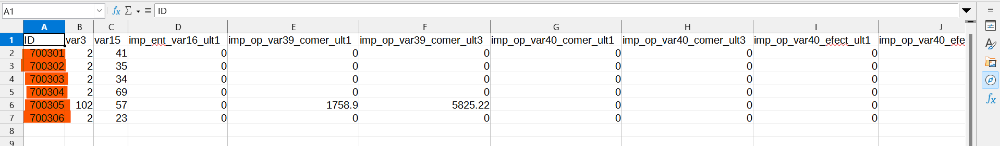 A1 fx Σ = ID
A B C D E F G H I J
1 ID var3 var15 imp_ent_var16_ult1 imp_op_var39_comer_ult1 imp_op_var39_comer_ult3 imp_op_var40_comer_ult1 imp_op_var40_comer_ult3 imp_op_var40_efect_ult1 imp_op_var40_efe
2 700301 2 41 0 0 0 0 0 0
3 700302 2 35 0 0 0 0 0 0
4 700303 2 34 0 0 0 0 0 0
5 700304 2 69 0 0 0 0 0 0
6 700305 102 57 0 1758.9 5825.22 0 0 0
7 700306 2 23 0 0 0 0 0 0
8
9
A
fx